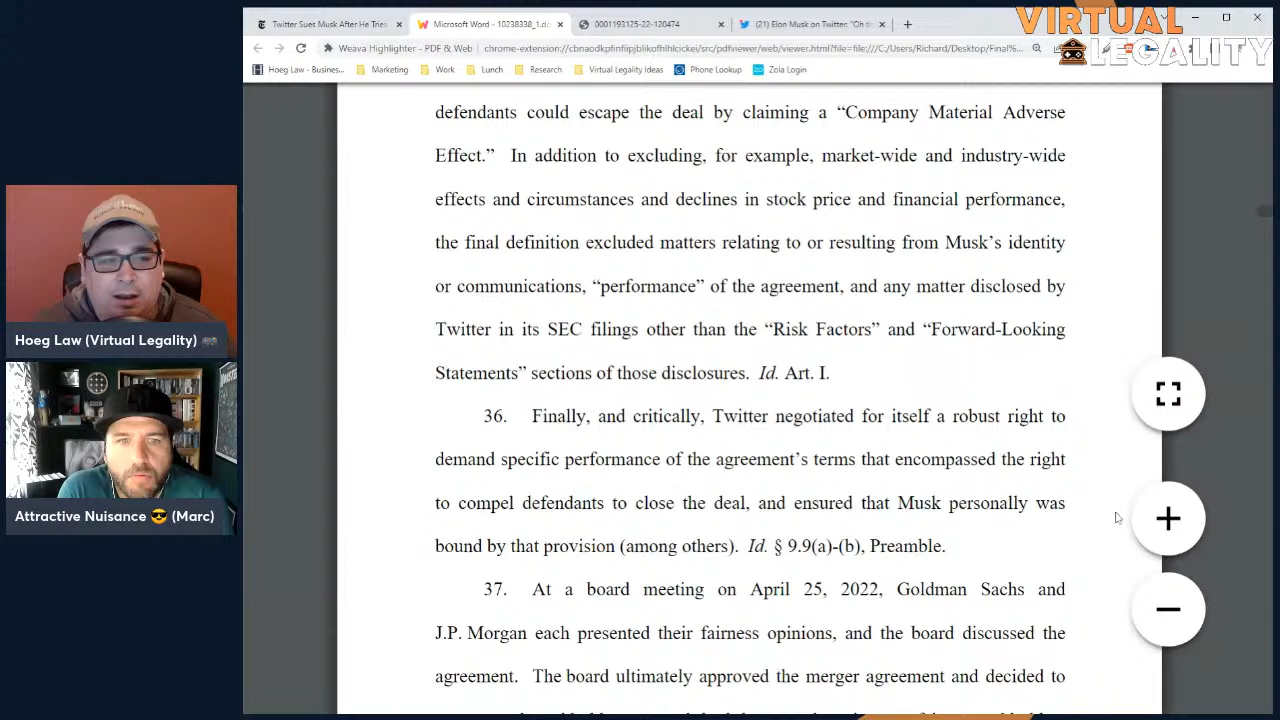 Twitter Sues Musk After He Tries
Microsoft Word - 10238338_1.do
0001193125-22-120474
(21) Elon Musk on Twitter: "Oh th
VIRTUAL
LEGALITY
Weava Highlighter - PDF & Web
chrome-extension://cbnaodkpfinfiipjblikofhlhlcickei/src/pdfviewer/web/viewer.html?file=file:///C:/Users/Richard/Desktop/Final%...
Hoeg Law - Busines...
Marketing
Work
Lunch
Research
Virtual Legality Ideas
Phone Lookup
Zola Login
defendants could escape the deal by claiming a “Company Material Adverse
Effect.” In addition to excluding, for example, market-wide and industry-wide
effects and circumstances and declines in stock price and financial performance,
the final definition excluded matters relating to or resulting from Musk’s identity
or communications, “performance” of the agreement, and any matter disclosed by
Twitter in its SEC filings other than the “Risk Factors” and “Forward-Looking
Statements” sections of those disclosures. Id. Art. I.
36. Finally, and critically, Twitter negotiated for itself a robust right to
demand specific performance of the agreement’s terms that encompassed the right
to compel defendants to close the deal, and ensured that Musk personally was
bound by that provision (among others). Id. § 9.9(a)-(b), Preamble.
37. At a board meeting on April 25, 2022, Goldman Sachs and
J.P. Morgan each presented their fairness opinions, and the board discussed the
agreement. The board ultimately approved the merger agreement and decided to
Hoeg Law (Virtual Legality) 🎮
Attractive Nuisance 😎 (Marc)